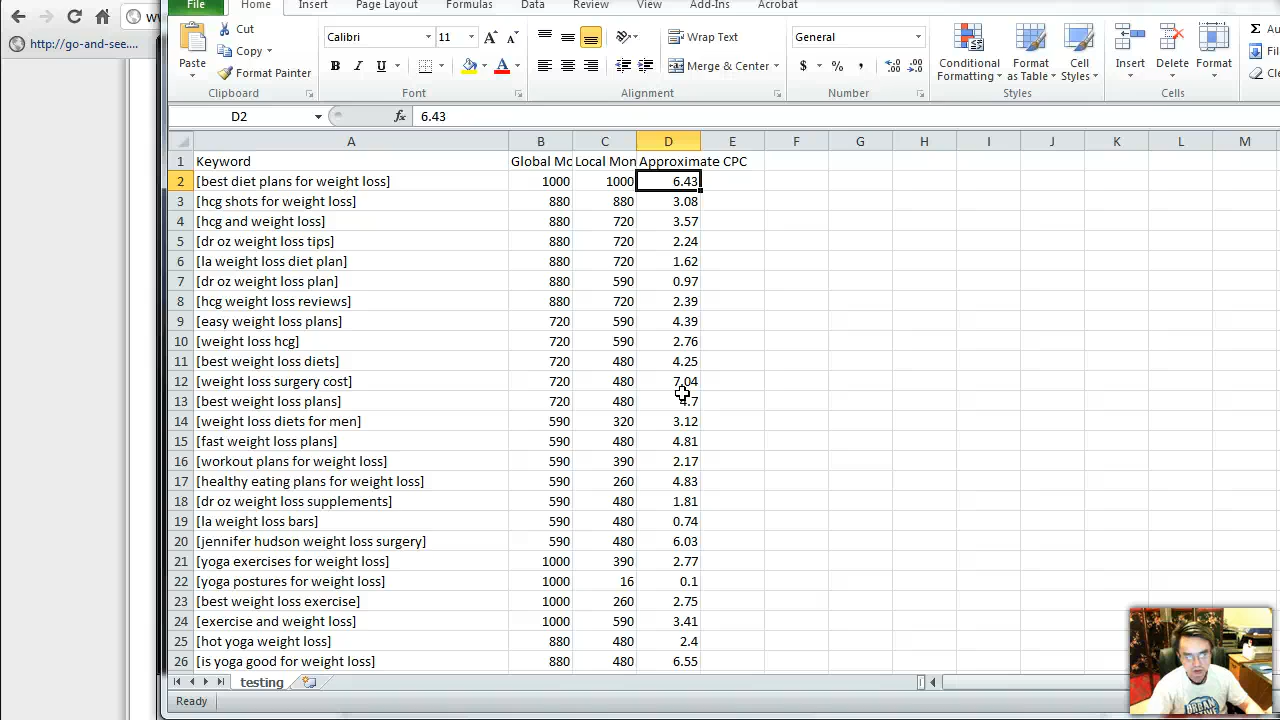 File Home Insert Page Layout Formulas Data Review View Add-Ins Acrobat
http://go-and-see....
Paste Cut Copy Format Painter
Calibri 11
B I U
Wrap Text
Merge & Center
General
$ % ,
Conditional Formatting Format as Table Cell Styles
Insert Delete Format
Clipboard Font Alignment Number Styles Cells
D2 fx 6.43
A B C D E F G H I J K L M
1 Keyword Global Mo Local Mon Approximate CPC
2 [best diet plans for weight loss] 1000 1000 6.43
3 [hcg shots for weight loss] 880 880 3.08
4 [hcg and weight loss] 880 720 3.57
5 [dr oz weight loss tips] 880 720 2.24
6 [la weight loss diet plan] 880 720 1.62
7 [dr oz weight loss plan] 880 590 0.97
8 [hcg weight loss reviews] 880 720 2.39
9 [easy weight loss plans] 720 590 4.39
10 [weight loss hcg] 720 590 2.76
11 [best weight loss diets] 720 480 4.25
12 [weight loss surgery cost] 720 480 7.04
13 [best weight loss plans] 720 480 4.7
14 [weight loss diets for men] 590 320 3.12
15 [fast weight loss plans] 590 480 4.81
16 [workout plans for weight loss] 590 390 2.17
17 [healthy eating plans for weight loss] 590 260 4.83
18 [dr oz weight loss supplements] 590 480 1.81
19 [la weight loss bars] 590 480 0.74
20 [jennifer hudson weight loss surgery] 590 480 6.03
21 [yoga exercises for weight loss] 1000 390 2.77
22 [yoga postures for weight loss] 1000 16 0.1
23 [best weight loss exercise] 1000 260 2.75
24 [exercise and weight loss] 1000 590 3.41
25 [hot yoga weight loss] 880 480 2.4
26 [is yoga good for weight loss] 880 480 6.55
testing
Ready